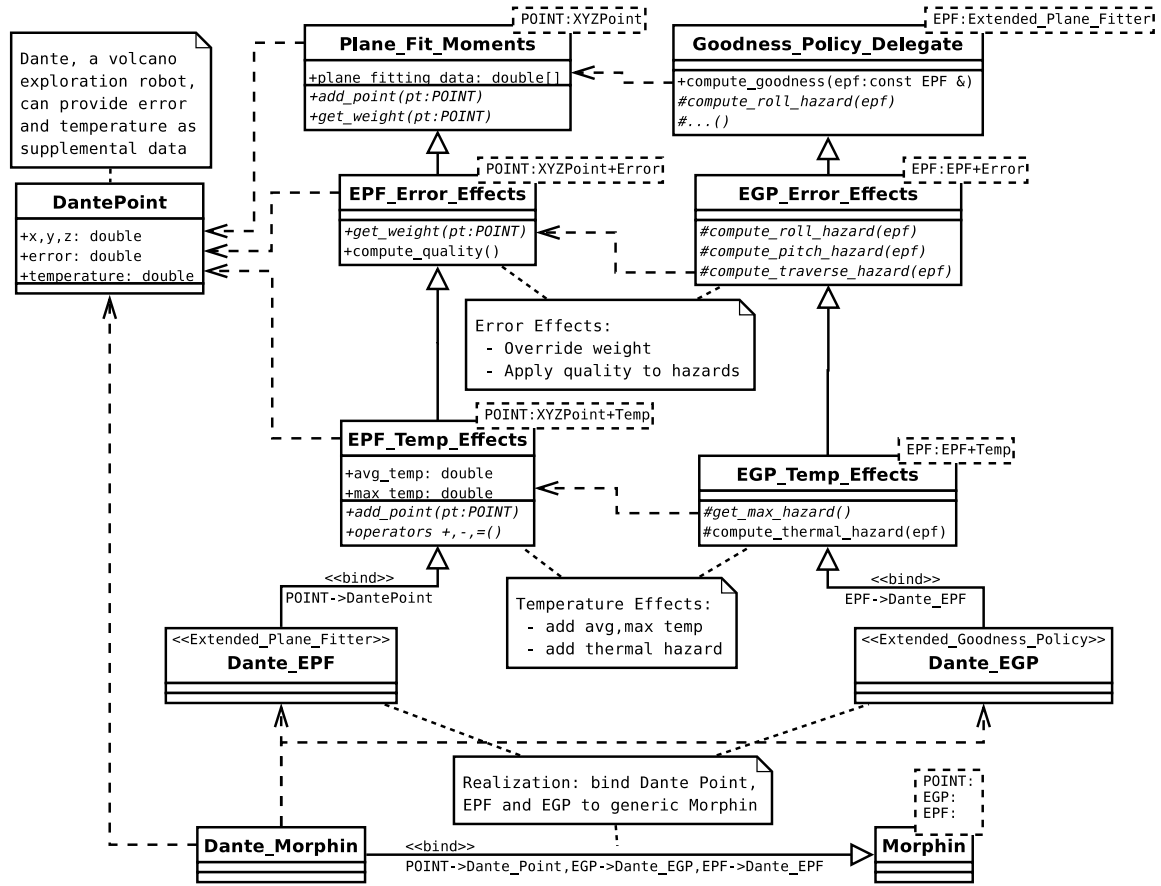 POINT:XYZPoint
EPF:Extended_Plane_Fitter
Dante, a volcano
exploration robot,
can provide error
and temperature as
supplemental data
Plane_Fit_Moments
+plane_fitting_data: double[]
+add_point(pt:POINT)
+get_weight(pt:POINT)
Goodness_Policy_Delegate
+compute_goodness(epf:const EPF &)
#compute_roll_hazard(epf)
#...()
DantePoint
+x,y,z: double
+error: double
+temperature: double
POINT:XYZPoint+Error
EPF_Error_Effects
+get_weight(pt:POINT)
+compute_quality()
EPF:EPF+Error
EGP_Error_Effects
#compute_roll_hazard(epf)
#compute_pitch_hazard(epf)
#compute_traverse_hazard(epf)
Error Effects:
- Override weight
- Apply quality to hazards
POINT:XYZPoint+Temp
EPF_Temp_Effects
+avg_temp: double
+max_temp: double
+add_point(pt:POINT)
+operators +,-,=()
EPF:EPF+Temp
EGP_Temp_Effects
#get_max_hazard()
#compute_thermal_hazard(epf)
<<bind>>
POINT->DantePoint
<<bind>>
EPF->Dante_EPF
Temperature Effects:
- add avg,max temp
- add thermal hazard
<<Extended_Plane_Fitter>>
Dante_EPF
<<Extended_Goodness_Policy>>
Dante_EGP
Realization: bind Dante Point,
EPF and EGP to generic Morphin
POINT:
EGP:
EPF:
Dante_Morphin
<<bind>>
POINT->Dante_Point,EGP->Dante_EGP,EPF->Dante_EPF
Morphin